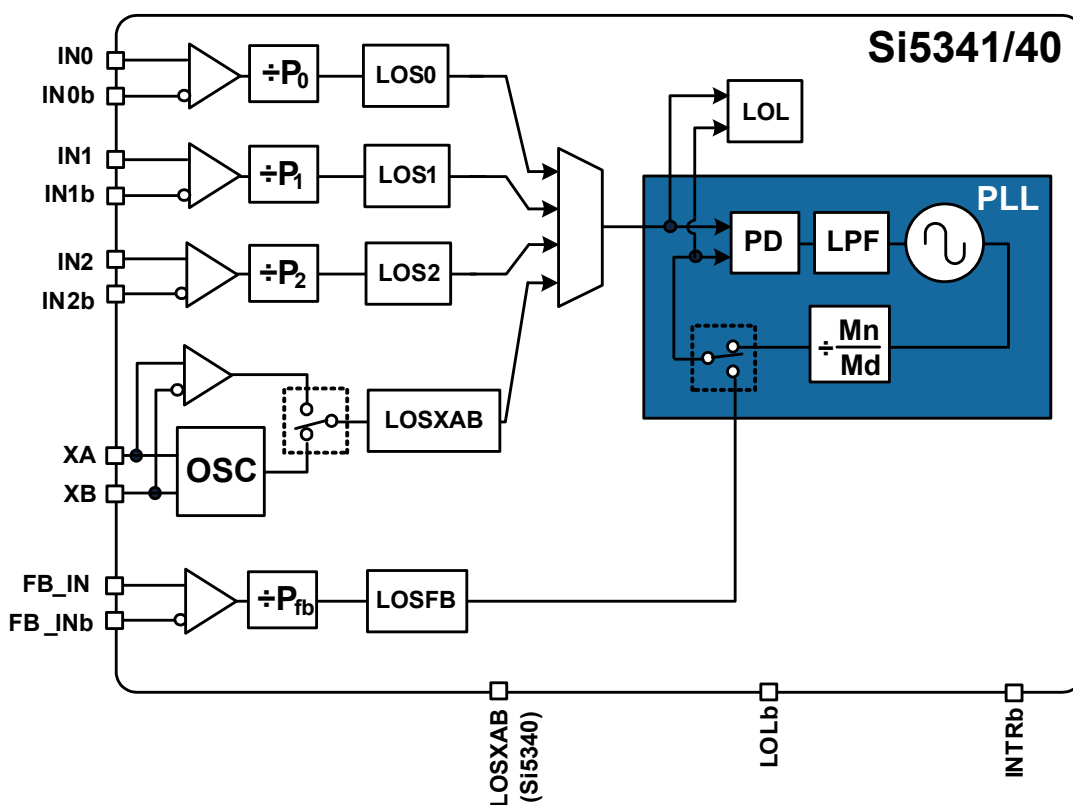 Si5341/40
IN0
IN0b
÷P0
LOS0
LOL
IN1
IN1b
÷P1
LOS1
PLL
IN2
IN2b
÷P2
LOS2
PD
LPF
÷ Mn
Md
XA
XB
OSC
LOSXAB
FB_IN
FB_INb
÷Pfb
LOSFB
LOSXAB
(Si5340)
LOLb
INTRb